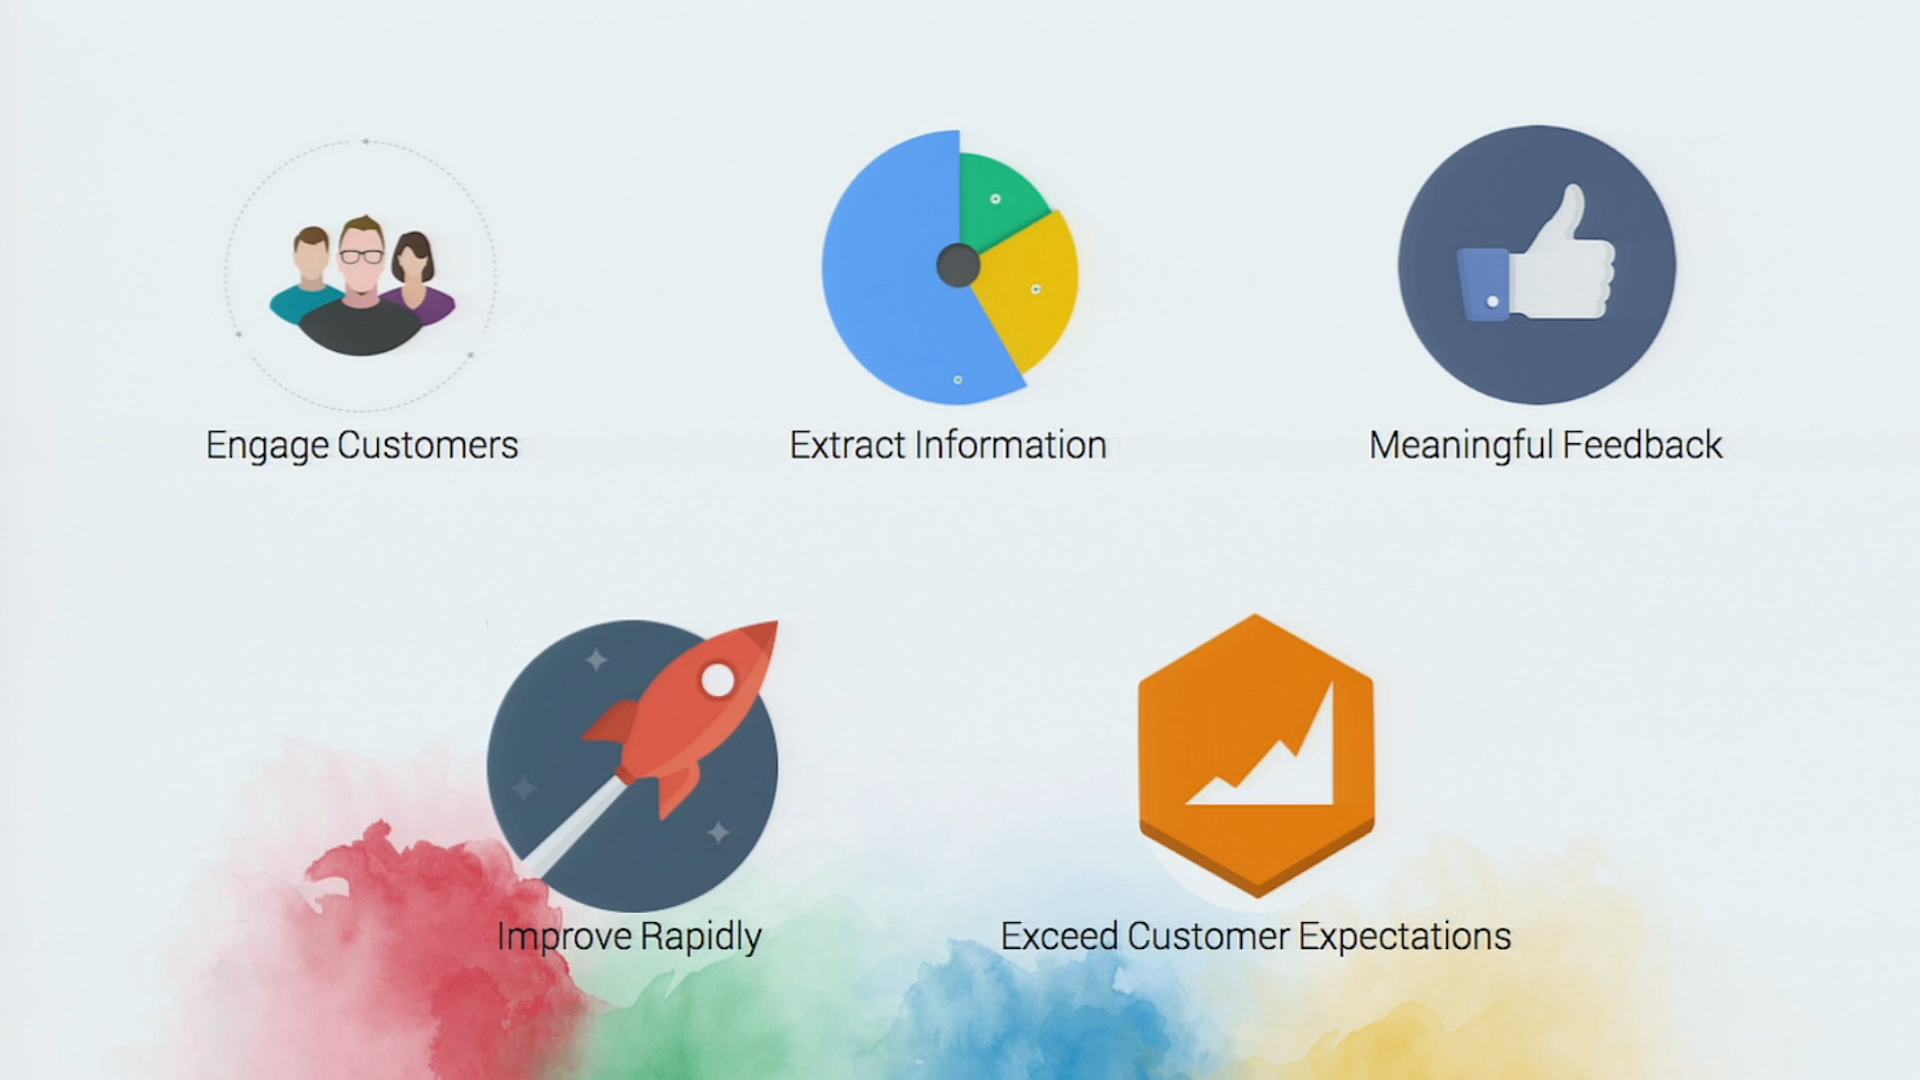 Engage Customers
Extract Information
Meaningful Feedback
Improve Rapidly
Exceed Customer Expectations